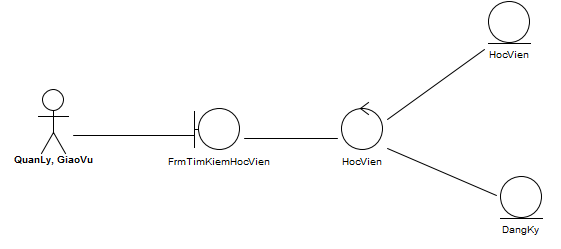 HocVien
QuanLy, GiaoVu
FrmTimKiemHocVien
HocVien
DangKy